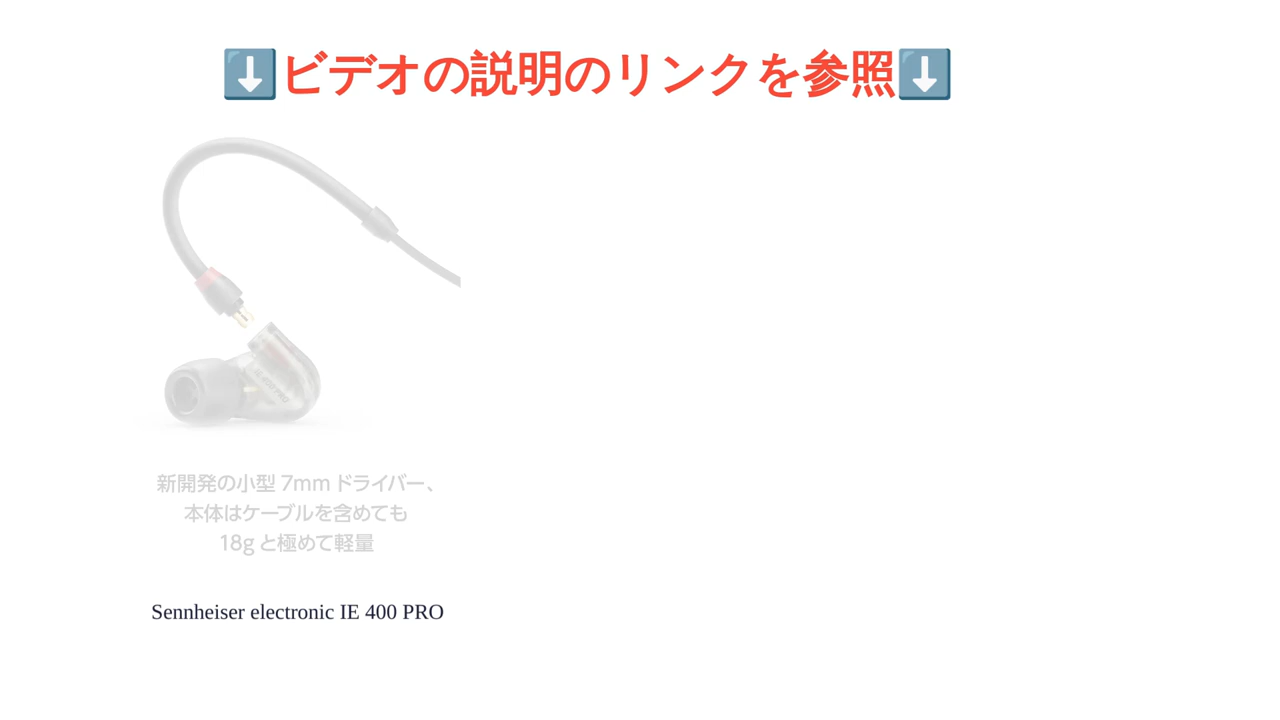 ⬇️ビデオの説明のリンクを参照⬇️
新開発の小型 7mm ドライバー、
本体はケーブルを含めても
18g と極めて軽量
Sennheiser electronic IE 400 PRO